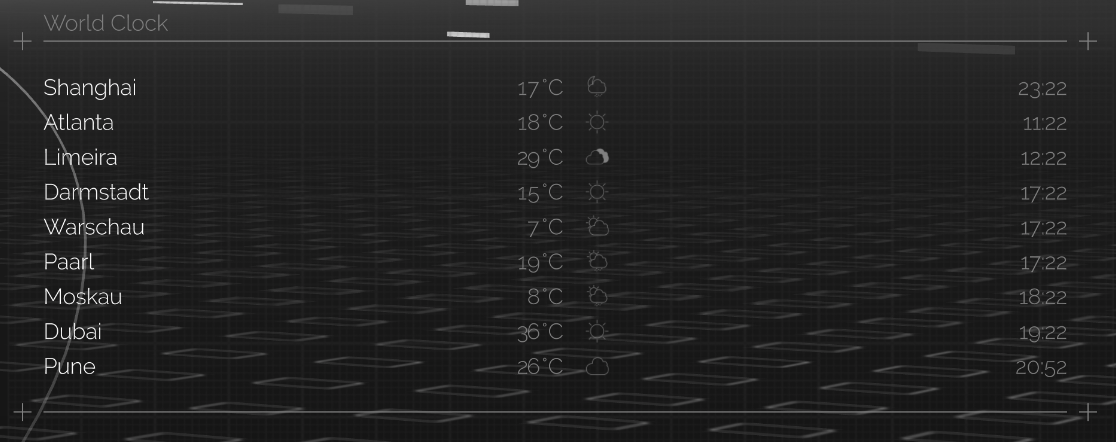 World Clock
Shanghai 17°C 23:22
Atlanta 18°C 11:22
Limeira 29°C 12:22
Darmstadt 15°C 17:22
Warschau 7°C 17:22
Paarl 19°C 17:22
Moskau 8°C 18:22
Dubai 36°C 19:22
Pune 26°C 20:52